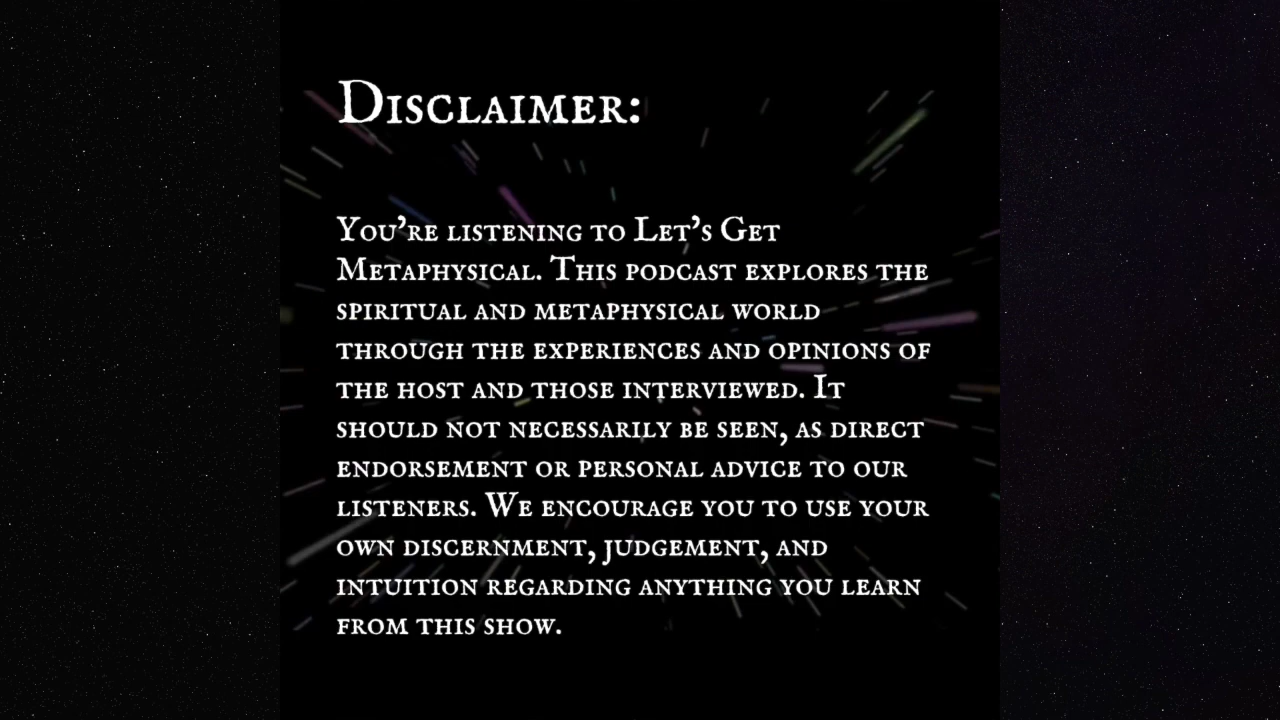 Disclaimer:
You're listening to Let's Get
Metaphysical. This podcast explores the
spiritual and metaphysical world
through the experiences and opinions of
the host and those interviewed. It
should not necessarily be seen, as direct
endorsement or personal advice to our
listeners. We encourage you to use your
own discernment, judgement, and
intuition regarding anything you learn
from this show.